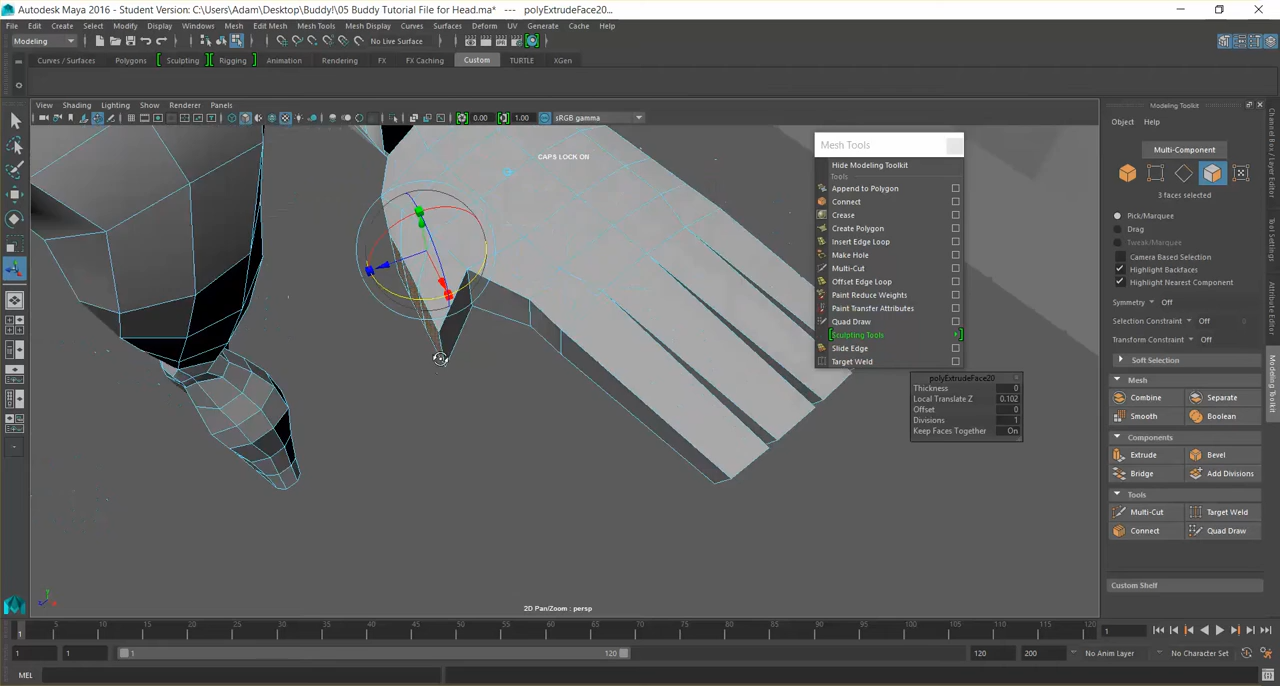 Autodesk Maya 2016 - Student Version: C:\Users\Adam\Desktop\Buddy!\05 Buddy Tutorial File for Head.ma*  ---  polyExtrudeFace20...
File Edit Create Select Modify Display Windows Mesh Edit Mesh Mesh Tools Mesh Display Curves Surfaces Deform UV Generate Cache Help
Modeling No Live Surface
Curves / Surfaces Polygons Sculpting Rigging Animation Rendering FX FX Caching Custom TURTLE XGen
View Shading Lighting Show Renderer Panels
0.00 1.00 sRGB gamma
CAPS LOCK ON
Mesh Tools
Hide Modeling Toolkit
Tools
Append to Polygon
Connect
Crease
Create Polygon
Insert Edge Loop
Make Hole
Multi-Cut
Offset Edge Loop
Paint Reduce Weights
Paint Transfer Attributes
Quad Draw
Sculpting Tools
Slide Edge
Target Weld
polyExtrudeFace20
Thickness 0
Local Translate Z 0.102
Offset 0
Divisions 1
Keep Faces Together On
2D Pan/Zoom : persp
Modeling Toolkit
Object Help
Multi-Component
3 faces selected
Pick/Marquee
Drag
Tweak/Marquee
Camera Based Selection
Highlight Backfaces
Highlight Nearest Component
Symmetry Off
Selection Constraint Off
Transform Constraint Off
Soft Selection
Mesh
Combine Separate
Smooth Boolean
Components
Extrude Bevel
Bridge Add Divisions
Tools
Multi-Cut Target Weld
Connect Quad Draw
Custom Shelf
Channel Box / Layer Editor
Tool Settings
Attribute Editor
Modeling Toolkit
1 5 10 15 20 25 30 35 40 45 50 55 60 65 70 75 80 85 90 95 100 105 110 115 120 1
1 1 1 120 120 200 No Anim Layer No Character Set
MEL